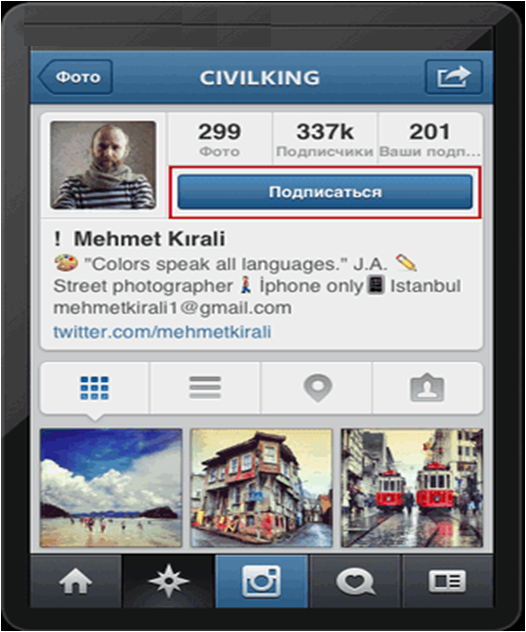 Фото
CIVILKING
299
337k
201
Фото
Подписчики
Ваши подп...
Подписаться
! Mehmet Kırali
"Colors speak all languages." J.A.
Street photographer İphone only Istanbul
mehmetkirali1@gmail.com
twitter.com/mehmetkirali